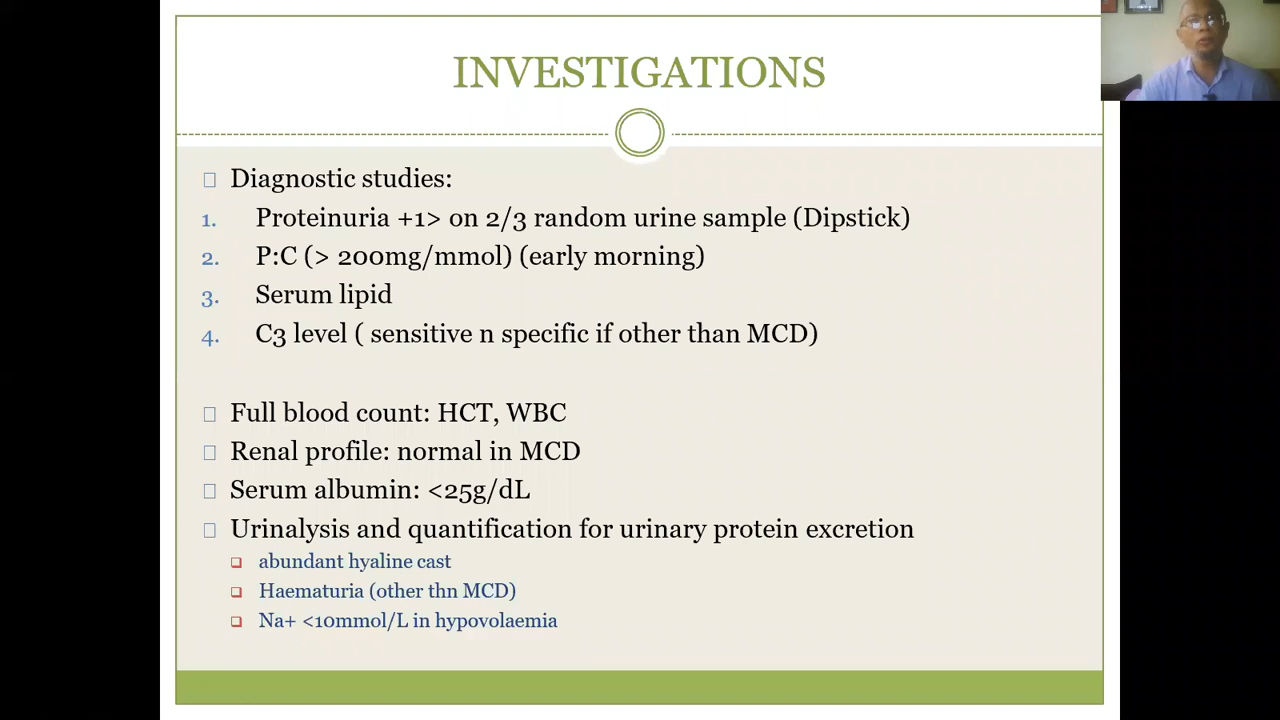 INVESTIGATIONS
Diagnostic studies:
1. Proteinuria +1> on 2/3 random urine sample (Dipstick)
2. P:C (> 200mg/mmol) (early morning)
3. Serum lipid
4. C3 level ( sensitive n specific if other than MCD)
Full blood count: HCT, WBC
Renal profile: normal in MCD
Serum albumin: <25g/dL
Urinalysis and quantification for urinary protein excretion
abundant hyaline cast
Haematuria (other thn MCD)
Na+ <10mmol/L in hypovolaemia